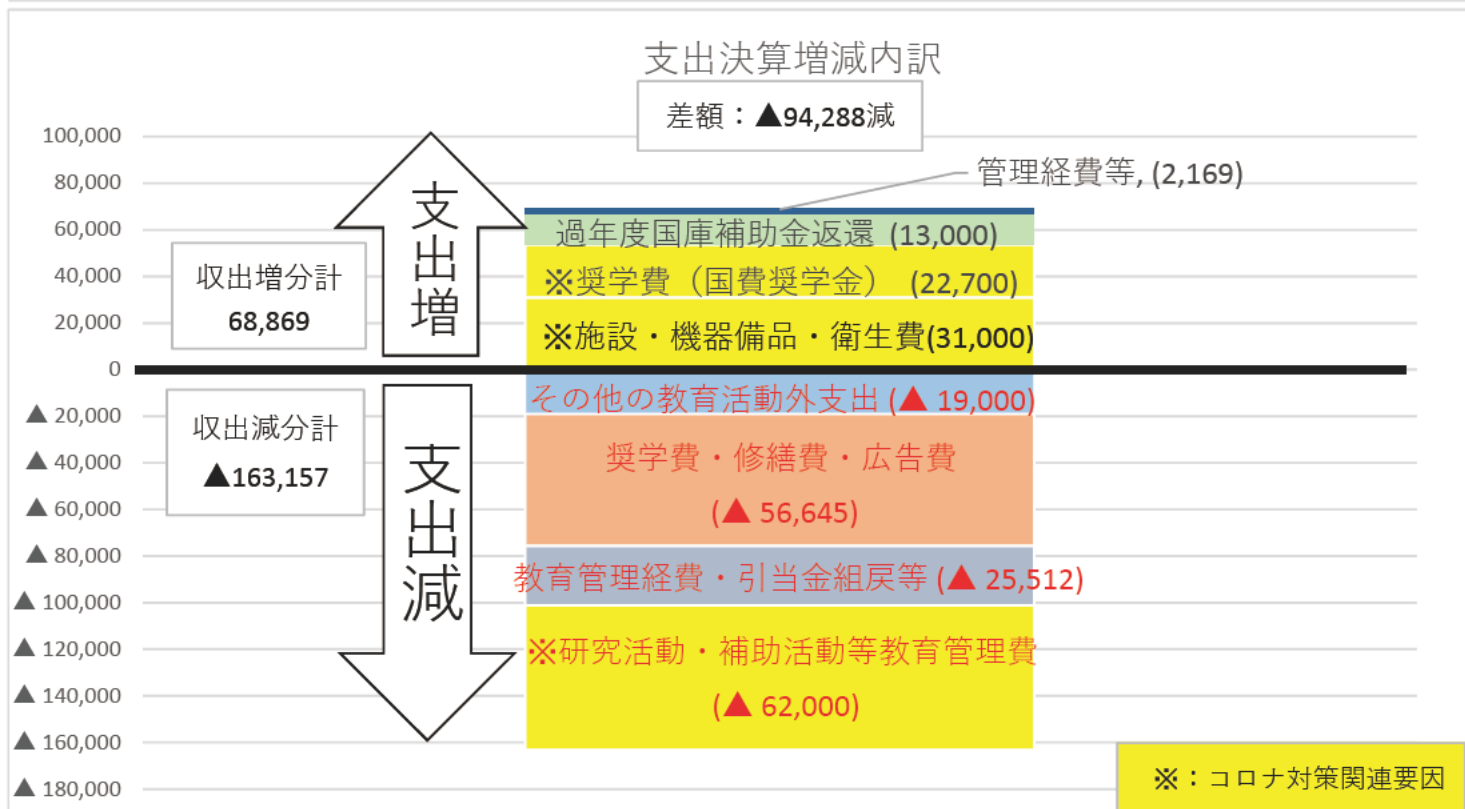 支出決算増減内訳
差額：▲94,288減
100,000
80,000
60,000
40,000
20,000
0
▲ 20,000
▲ 40,000
▲ 60,000
▲ 80,000
▲ 100,000
▲ 120,000
▲ 140,000
▲ 160,000
▲ 180,000
収出増分計
68,869
支出増
収出減分計
▲163,157
支出減
管理経費等, (2,169)
過年度国庫補助金返還 (13,000)
※奨学費（国費奨学金） (22,700)
※施設・機器備品・衛生費(31,000)
その他の教育活動外支出 (▲ 19,000)
奨学費・修繕費・広告費
(▲ 56,645)
教育管理経費・引当金組戻等 (▲ 25,512)
※研究活動・補助活動等教育管理費
(▲ 62,000)
※：コロナ対策関連要因